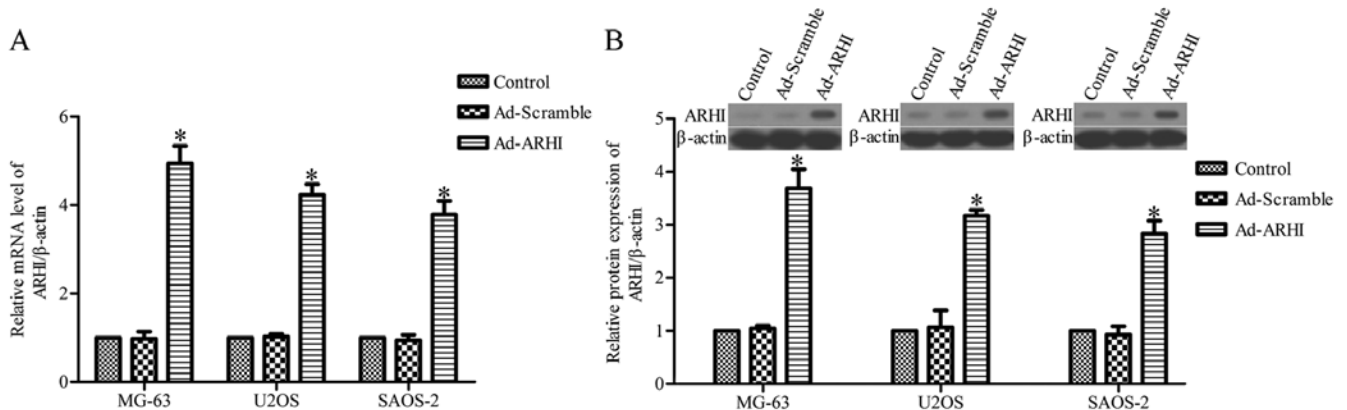 A
Control
Ad-Scramble
Ad-ARHI
Relative mRNA level of
ARHI/β-actin
6
4
2
0
*
*
*
MG-63
U2OS
SAOS-2
B
Control
Ad-Scramble
Ad-ARHI
Control
Ad-Scramble
Ad-ARHI
Control
Ad-Scramble
Ad-ARHI
ARHI
β-actin
ARHI
β-actin
ARHI
β-actin
Control
Ad-Scramble
Ad-ARHI
Relative protein expression of
ARHI/β-actin
5
4
3
2
1
0
*
*
*
MG-63
U2OS
SAOS-2